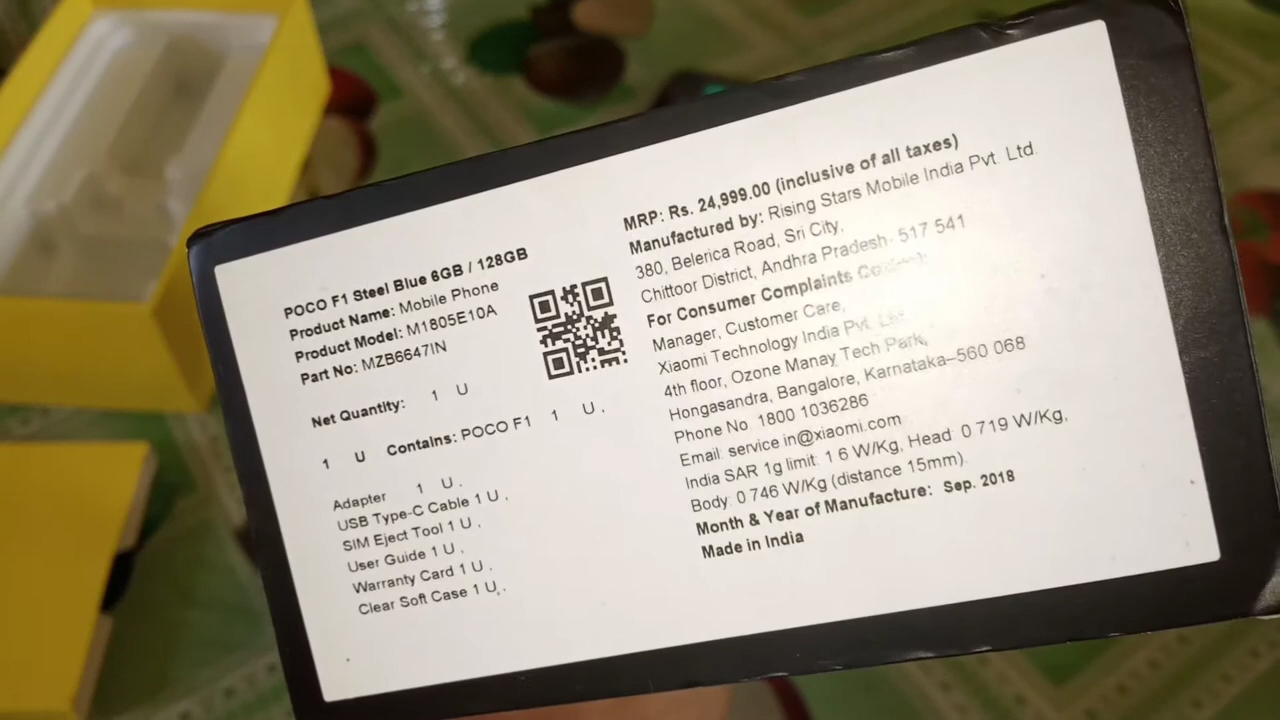 POCO F1 Steel Blue 6GB / 128GB
Product Name: Mobile Phone
Product Model: M1805E10A
Part No: MZB6647IN
Net Quantity: 1 U
1 U Contains: POCO F1 1 U .
Adapter 1 U .
USB Type-C Cable 1 U .
SIM Eject Tool 1 U .
User Guide 1 U .
Warranty Card 1 U .
Clear Soft Case 1 U .
MRP: Rs. 24,999.00 (inclusive of all taxes)
Manufactured by: Rising Stars Mobile India Pvt. Ltd.
380, Belerica Road, Sri City,
Chittoor District, Andhra Pradesh- 517 541
For Consumer Complaints
Manager, Customer Care,
Xiaomi Technology India Pvt. Ltd.
4th floor, Ozone Manay Tech Park,
Hongasandra, Bangalore, Karnataka–560 068
Phone No. 1800 1036286
Email: service.in@xiaomi.com
India SAR 1g limit: 1.6 W/Kg, Head: 0.719 W/Kg,
Body: 0.746 W/Kg (distance 15mm).
Month & Year of Manufacture: Sep. 2018
Made in India